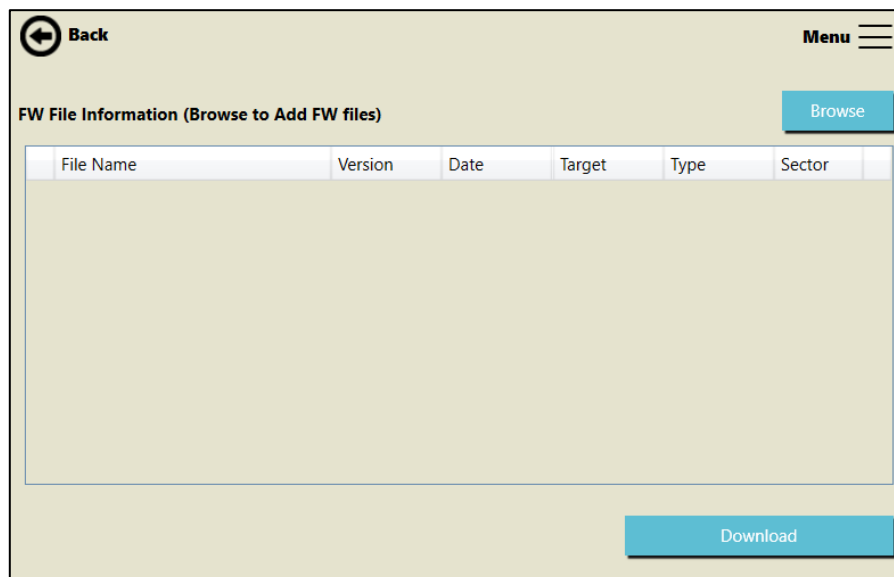 Back
Menu
FW File Information (Browse to Add FW files)
Browse
File Name Version Date Target Type Sector
Download